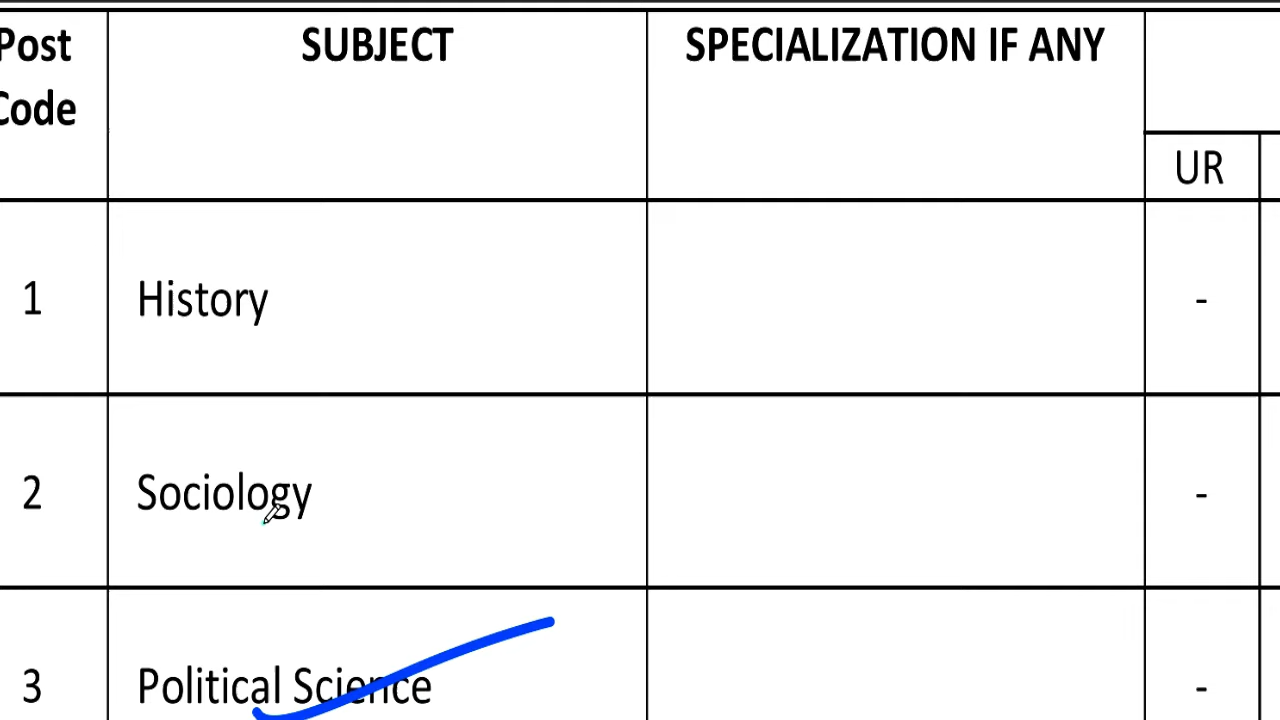 Post Code SUBJECT SPECIALIZATION IF ANY
UR
1 History -
2 Sociology -
3 Political Science -